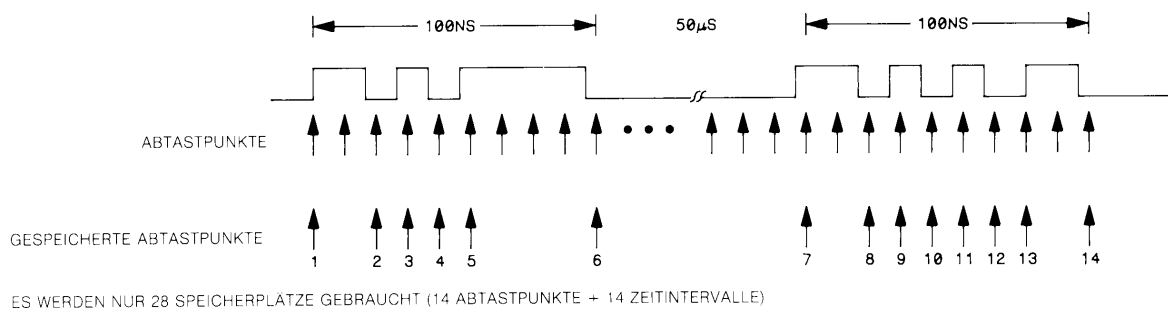 100NS 50µS 100NS
ABTASTPUNKTE
GESPEICHERTE ABTASTPUNKTE
1 2 3 4 5 6 7 8 9 10 11 12 13 14
ES WERDEN NUR 28 SPEICHERPLÄTZE GEBRAUCHT (14 ABTASTPUNKTE + 14 ZEITINTERVALLE)